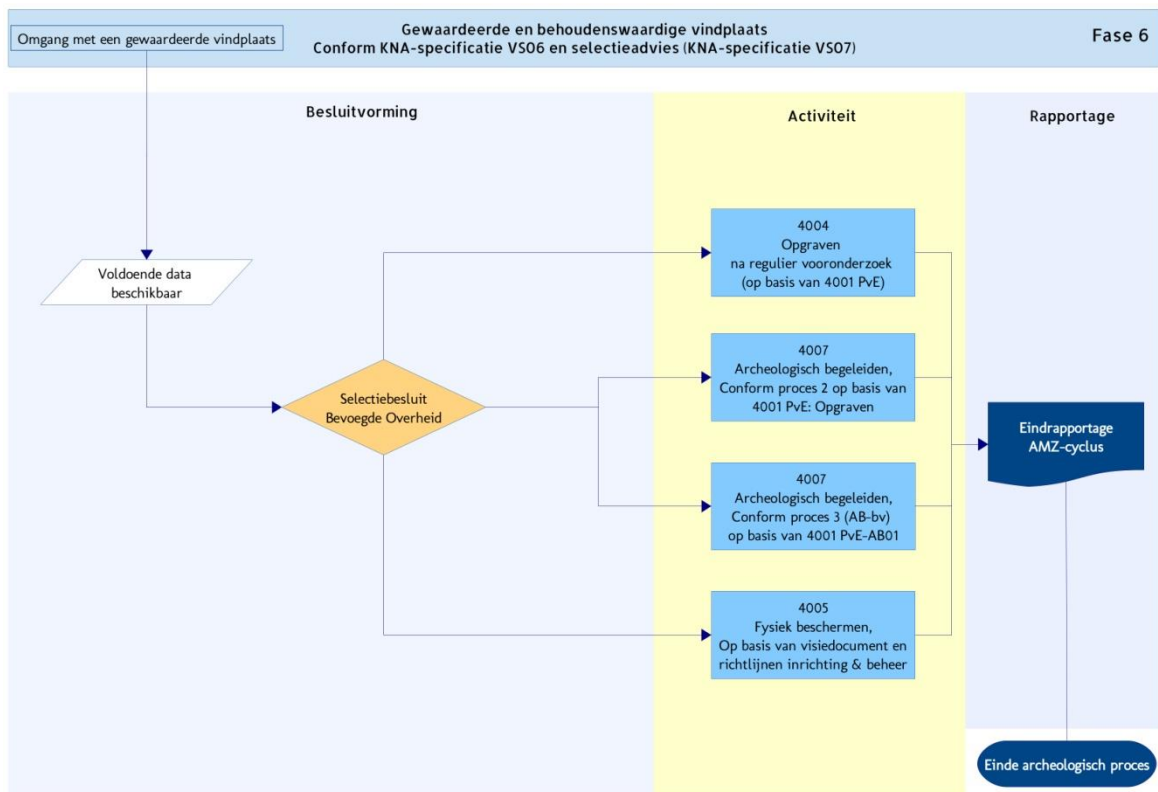 Omgang met een gewaardeerde vindplaats
Gewaardeerde en behoudenswaardige vindplaats
Conform KNA-specificatie VS06 en selectieadvies (KNA-specificatie VS07)
Fase 6
Besluitvorming
Activiteit
Rapportage
Voldoende data
beschikbaar
Selectiebesluit
Bevoegde Overheid
4004
Opgraven
na regulier vooronderzoek
(op basis van 4001 PvE)
4007
Archeologisch begeleiden,
Conform proces 2 op basis van
4001 PvE: Opgraven
4007
Archeologisch begeleiden,
Conform proces 3 (AB-bv)
op basis van 4001 PvE-AB01
4005
Fysiek beschermen,
Op basis van visiedocument en
richtlijnen inrichting & beheer
Eindrapportage
AMZ-cyclus
Einde archeologisch proces